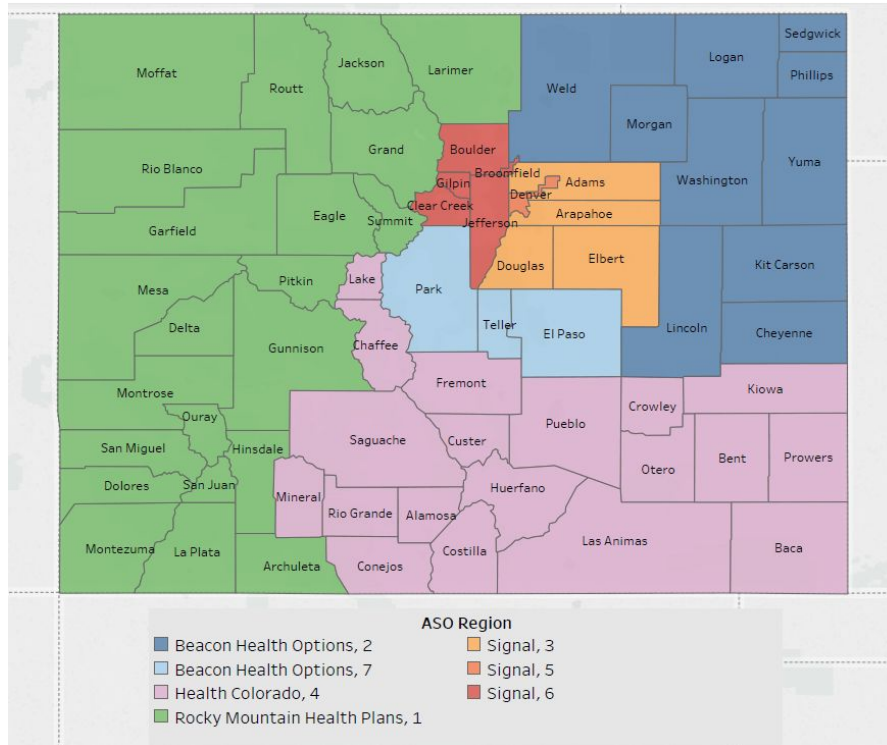 Sedgwick
Jackson
Larimer
Logan
Moffat
Routt
Phillips
Weld
Morgan
Boulder
Grand
Yuma
Rio Blanco
Broomfield
Washington
Gilpin
Adams
Denver
Clear Creek
Eagle
Arapahoe
Summit
Jefferson
Garfield
Elbert
Kit Carson
Douglas
Lake
Pitkin
Park
Mesa
Teller
Lincoln
Delta
El Paso
Cheyenne
Chaffee
Gunnison
Fremont
Kiowa
Montrose
Crowley
Ouray
Pueblo
Saguache
Custer
San Miguel
Hinsdale
Otero
Bent
Prowers
Dolores
San Juan
Huerfano
Mineral
Rio Grande
Alamosa
Las Animas
Montezuma
La Plata
Costilla
Baca
Archuleta
Conejos
ASO Region
Beacon Health Options, 2
Beacon Health Options, 7
Health Colorado, 4
Rocky Mountain Health Plans, 1
Signal, 3
Signal, 5
Signal, 6